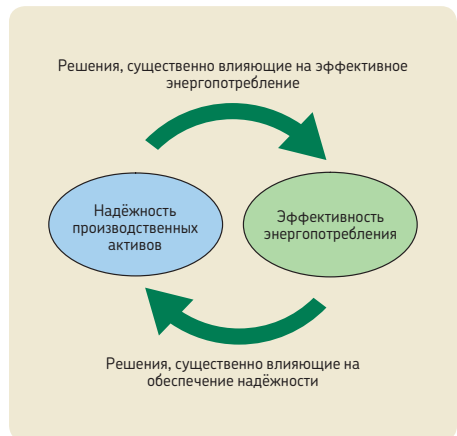 Решения, существенно влияющие на эффективное
энергопотребление
Надёжность
производственных
активов
Эффективность
энергопотребления
Решения, существенно влияющие на
обеспечение надёжности